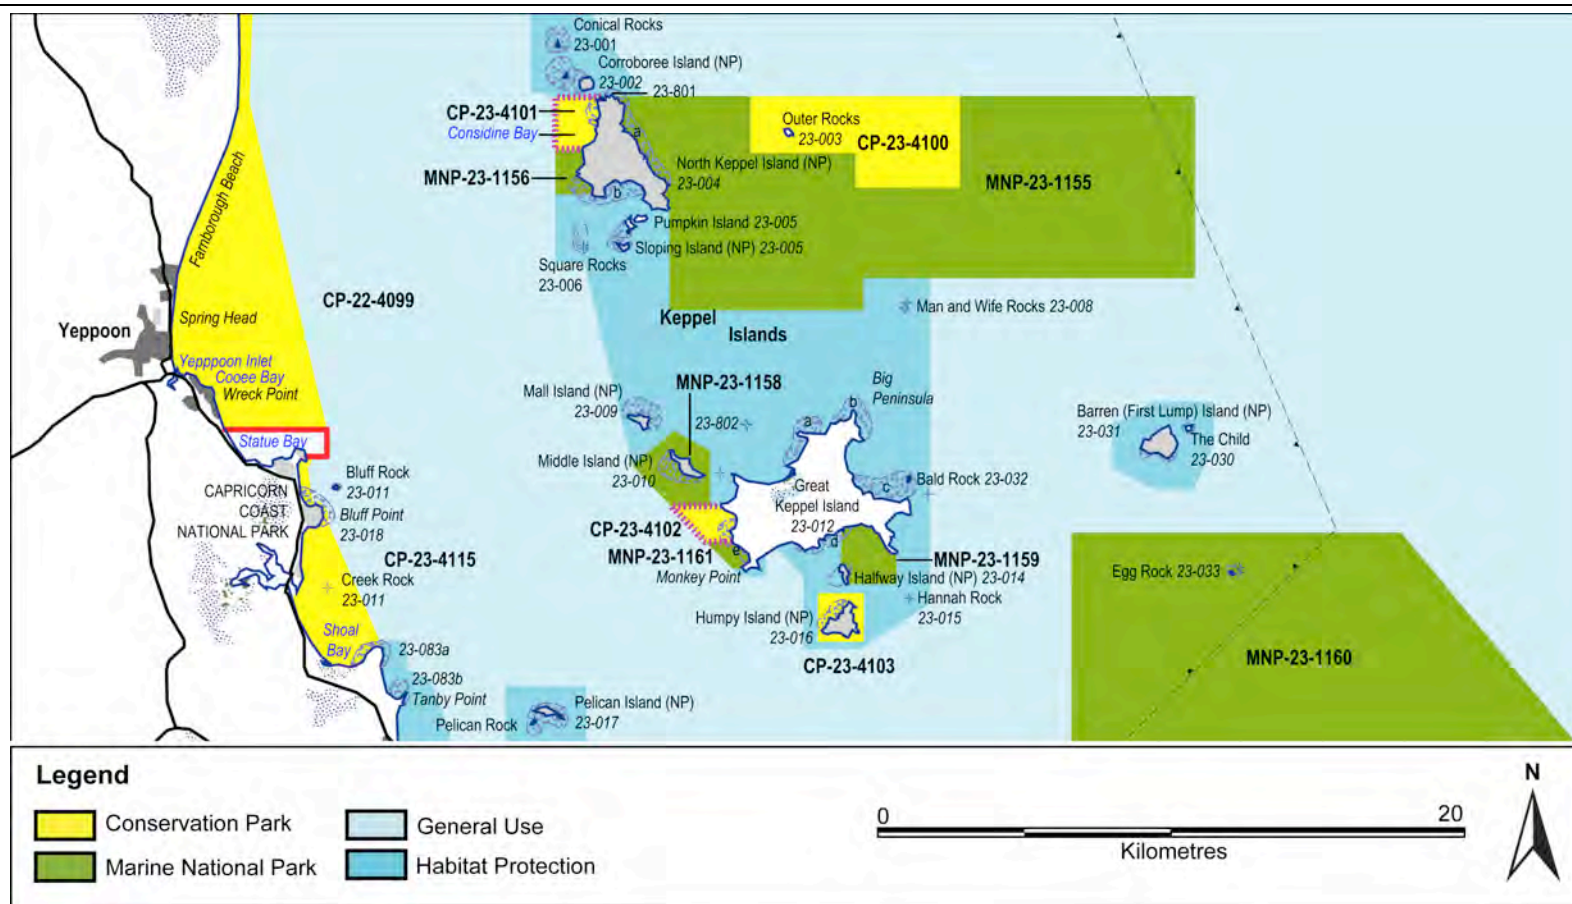 Conical Rocks
23-001
Corroboree Island (NP)
23-002
23-801
CP-23-4101
Considine Bay
Outer Rocks
23-003
CP-23-4100
a
North Keppel Island (NP)
23-004
MNP-23-1156
MNP-23-1155
b
Farnborough Beach
Pumpkin Island 23-005
Sloping Island (NP) 23-005
Square Rocks
23-006
CP-22-4099
Man and Wife Rocks 23-008
Spring Head
Keppel
Islands
Yeppoon
Yepppoon Inlet
Cooee Bay
Wreck Point
MNP-23-1158
Big
Peninsula
Mall Island (NP)
23-009
23-802
b
a
Barren (First Lump) Island (NP)
23-031
The Child
23-030
Statue Bay
Middle Island (NP)
23-010
Bluff Rock
23-011
Bald Rock 23-032
c
Great
Keppel Island
23-012
CAPRICORN
COAST
NATIONAL PARK
Bluff Point
23-018
CP-23-4102
MNP-23-1161
e
d
CP-23-4115
MNP-23-1159
Monkey Point
Egg Rock 23-033
Creek Rock
23-011
Halfway Island (NP) 23-014
Hannah Rock
23-015
Humpy Island (NP)
23-016
Shoal
Bay
23-083a
CP-23-4103
MNP-23-1160
23-083b
Tanby Point
Pelican Island (NP)
23-017
Pelican Rock
Legend
Conservation Park
General Use
Marine National Park
Habitat Protection
0
20
Kilometres
N